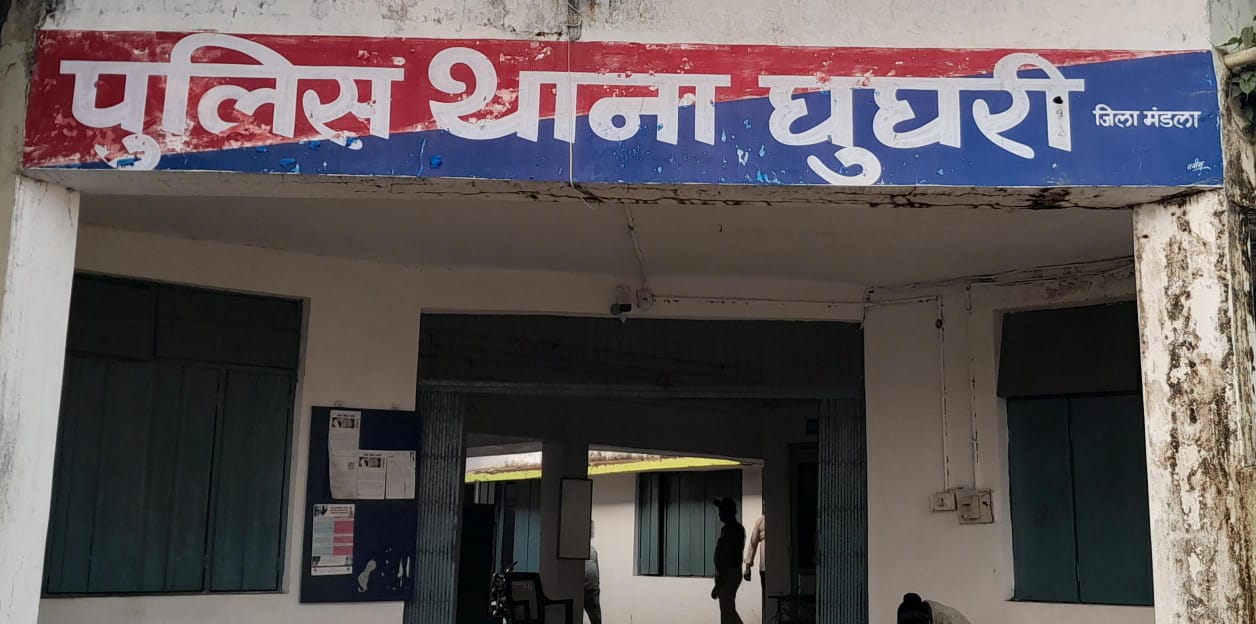 पुलिस थाना घुघरी
जिला मंडला